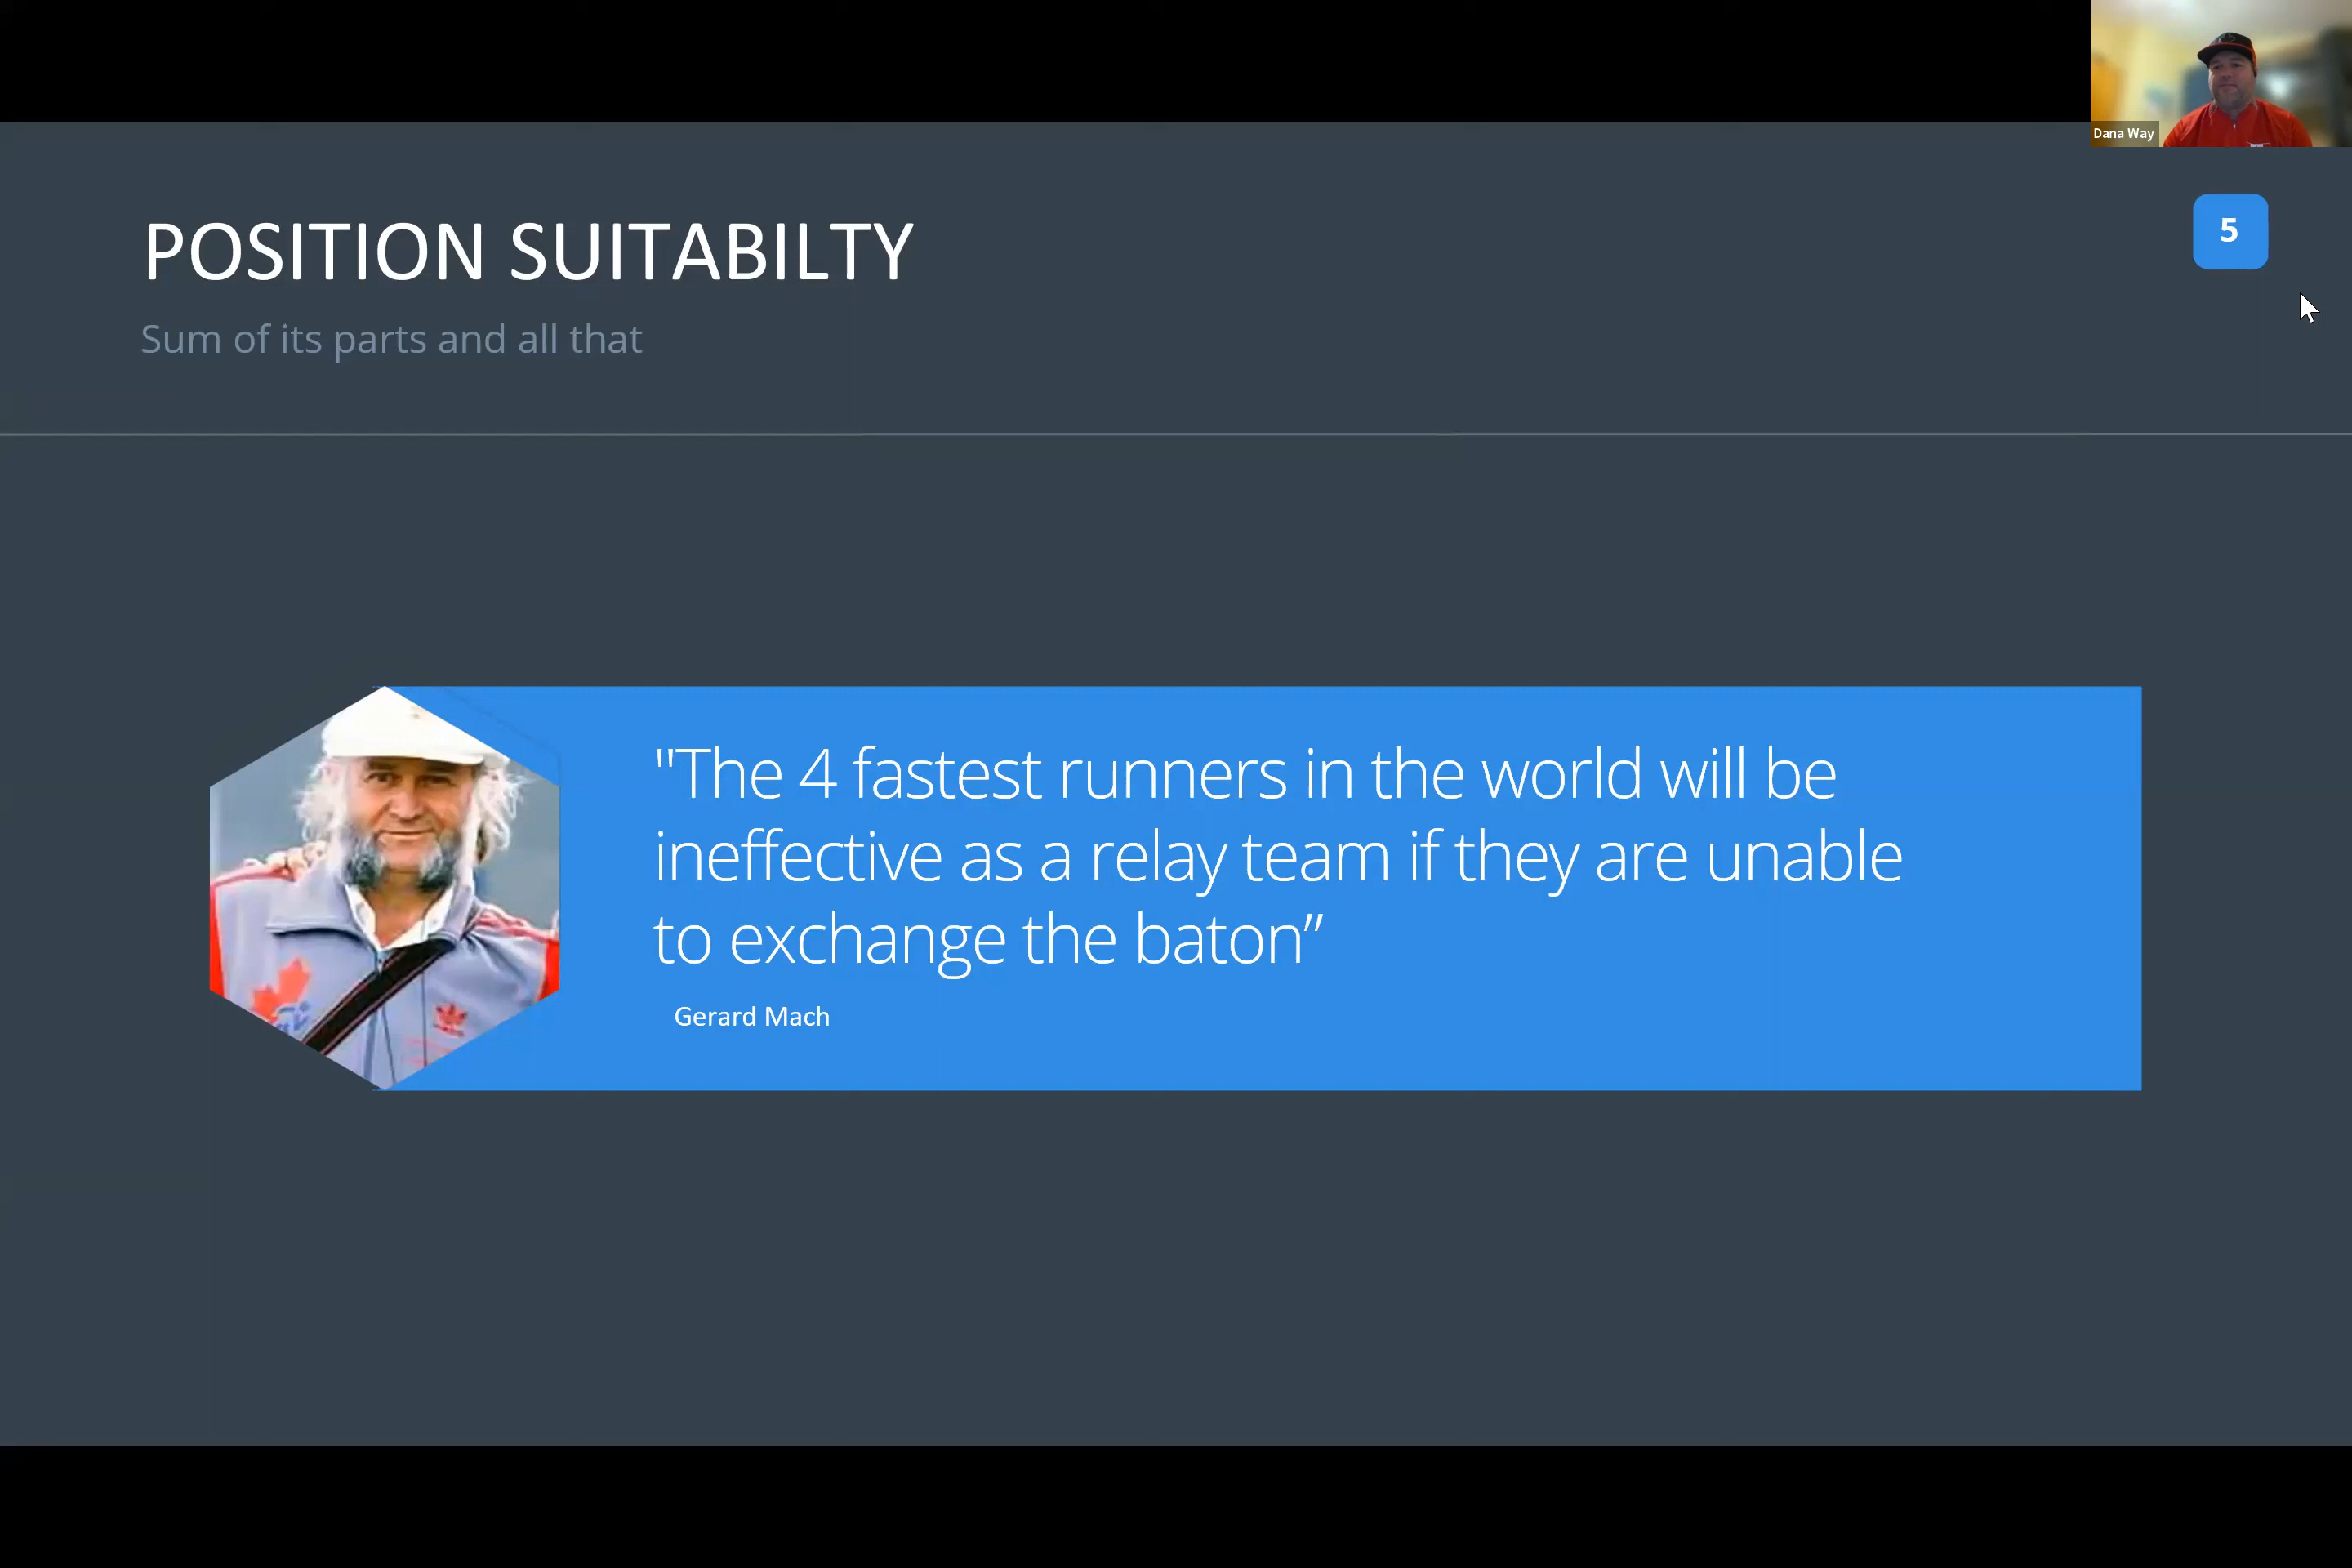 Dana Way
POSITION SUITABILTY
5
Sum of its parts and all that
"The 4 fastest runners in the world will be
ineffective as a relay team if they are unable
to exchange the baton”
Gerard Mach